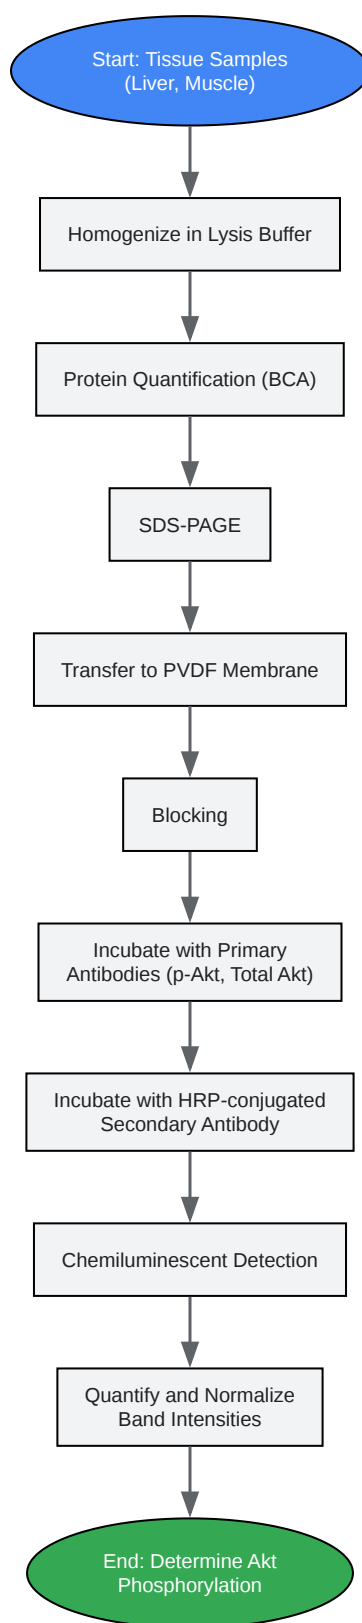 Start: Tissue Samples
(Liver, Muscle)
Homogenize in Lysis Buffer
Protein Quantification (BCA)
SDS-PAGE
Transfer to PVDF Membrane
Blocking
Incubate with Primary
Antibodies (p-Akt, Total Akt)
Incubate with HRP-conjugated
Secondary Antibody
Chemiluminescent Detection
Quantify and Normalize
Band Intensities
End: Determine Akt
Phosphorylation